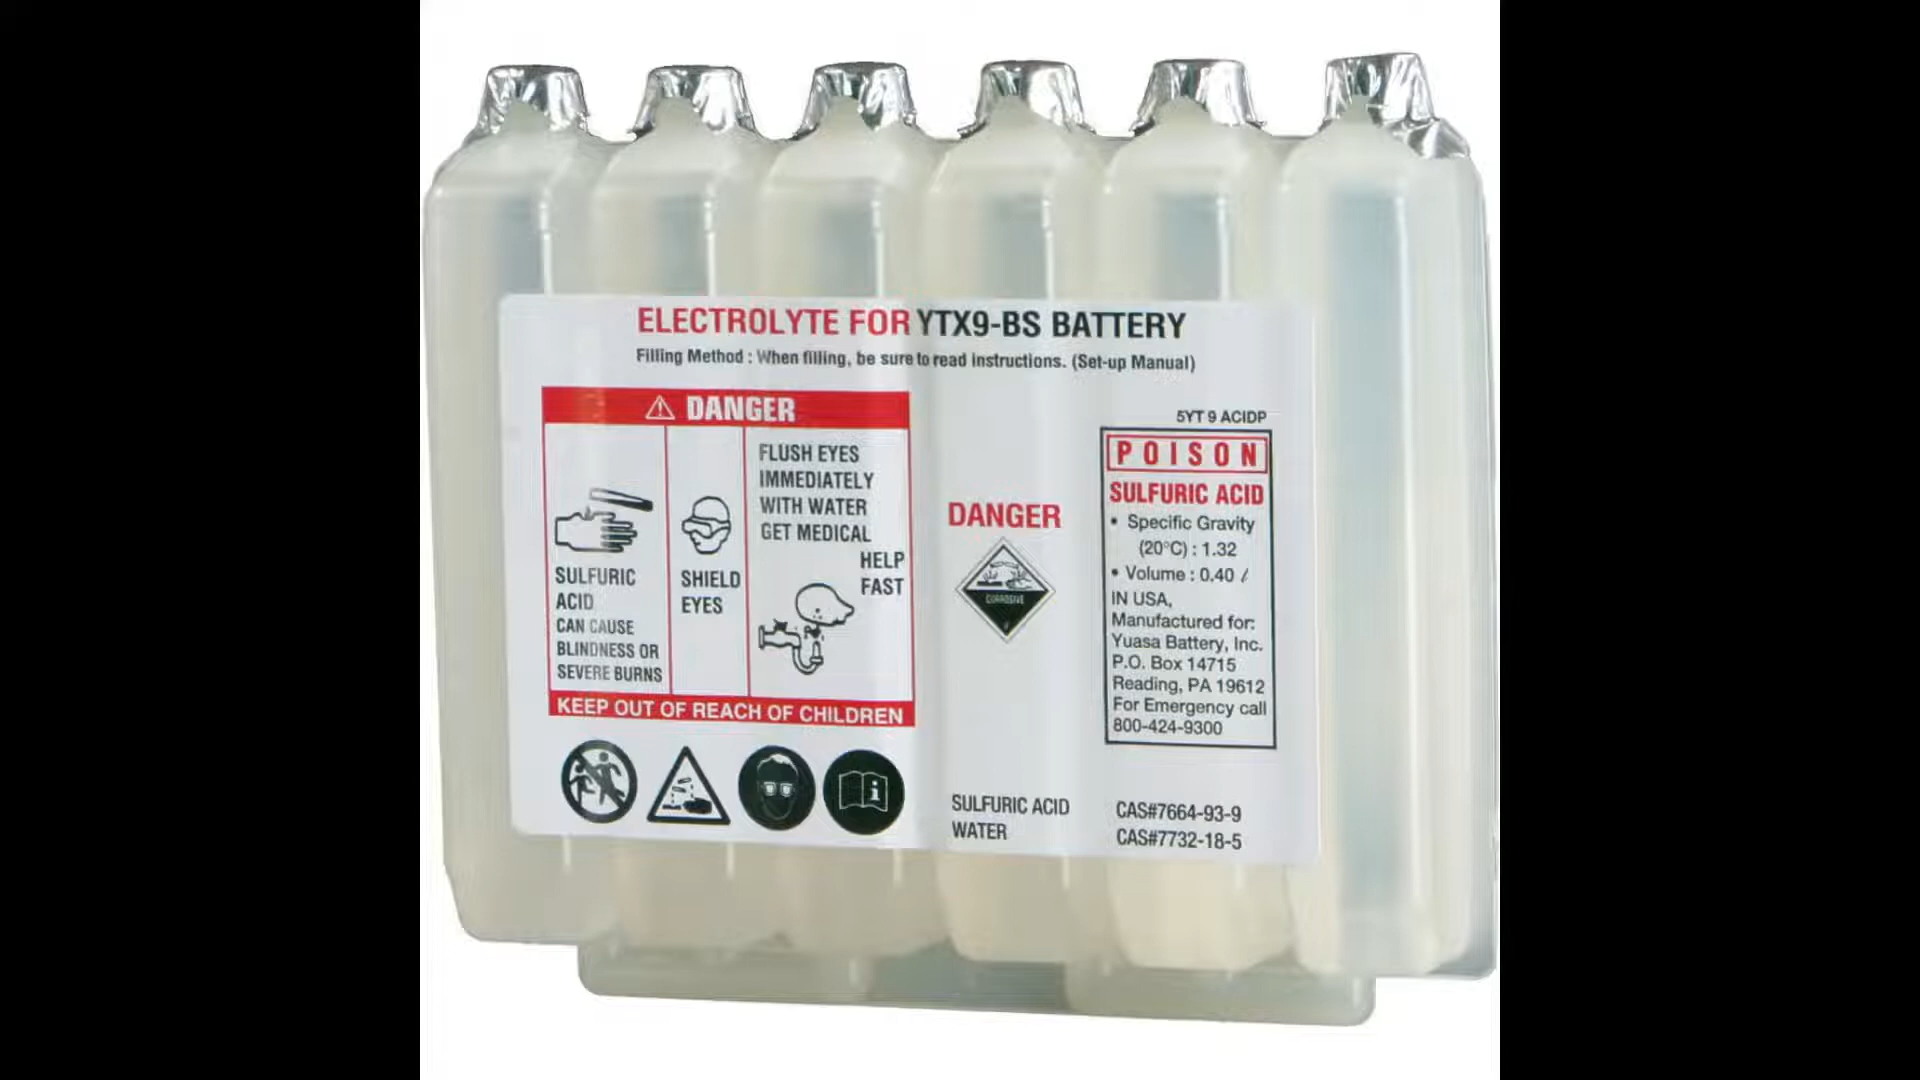 ELECTROLYTE FOR YTX9-BS BATTERY
Filling Method : When filling, be sure to read instructions. (Set-up Manual)
⚠ DANGER
SULFURIC
ACID
CAN CAUSE
BLINDNESS OR
SEVERE BURNS
SHIELD
EYES
FLUSH EYES
IMMEDIATELY
WITH WATER
GET MEDICAL
HELP
FAST
KEEP OUT OF REACH OF CHILDREN
DANGER
CORROSIVE
5YT 9 ACIDP
POISON
SULFURIC ACID
• Specific Gravity
(20°C) : 1.32
• Volume : 0.40 ℓ
IN USA,
Manufactured for:
Yuasa Battery, Inc.
P.O. Box 14715
Reading, PA 19612
For Emergency call
800-424-9300
SULFURIC ACID CAS#7664-93-9
WATER CAS#7732-18-5